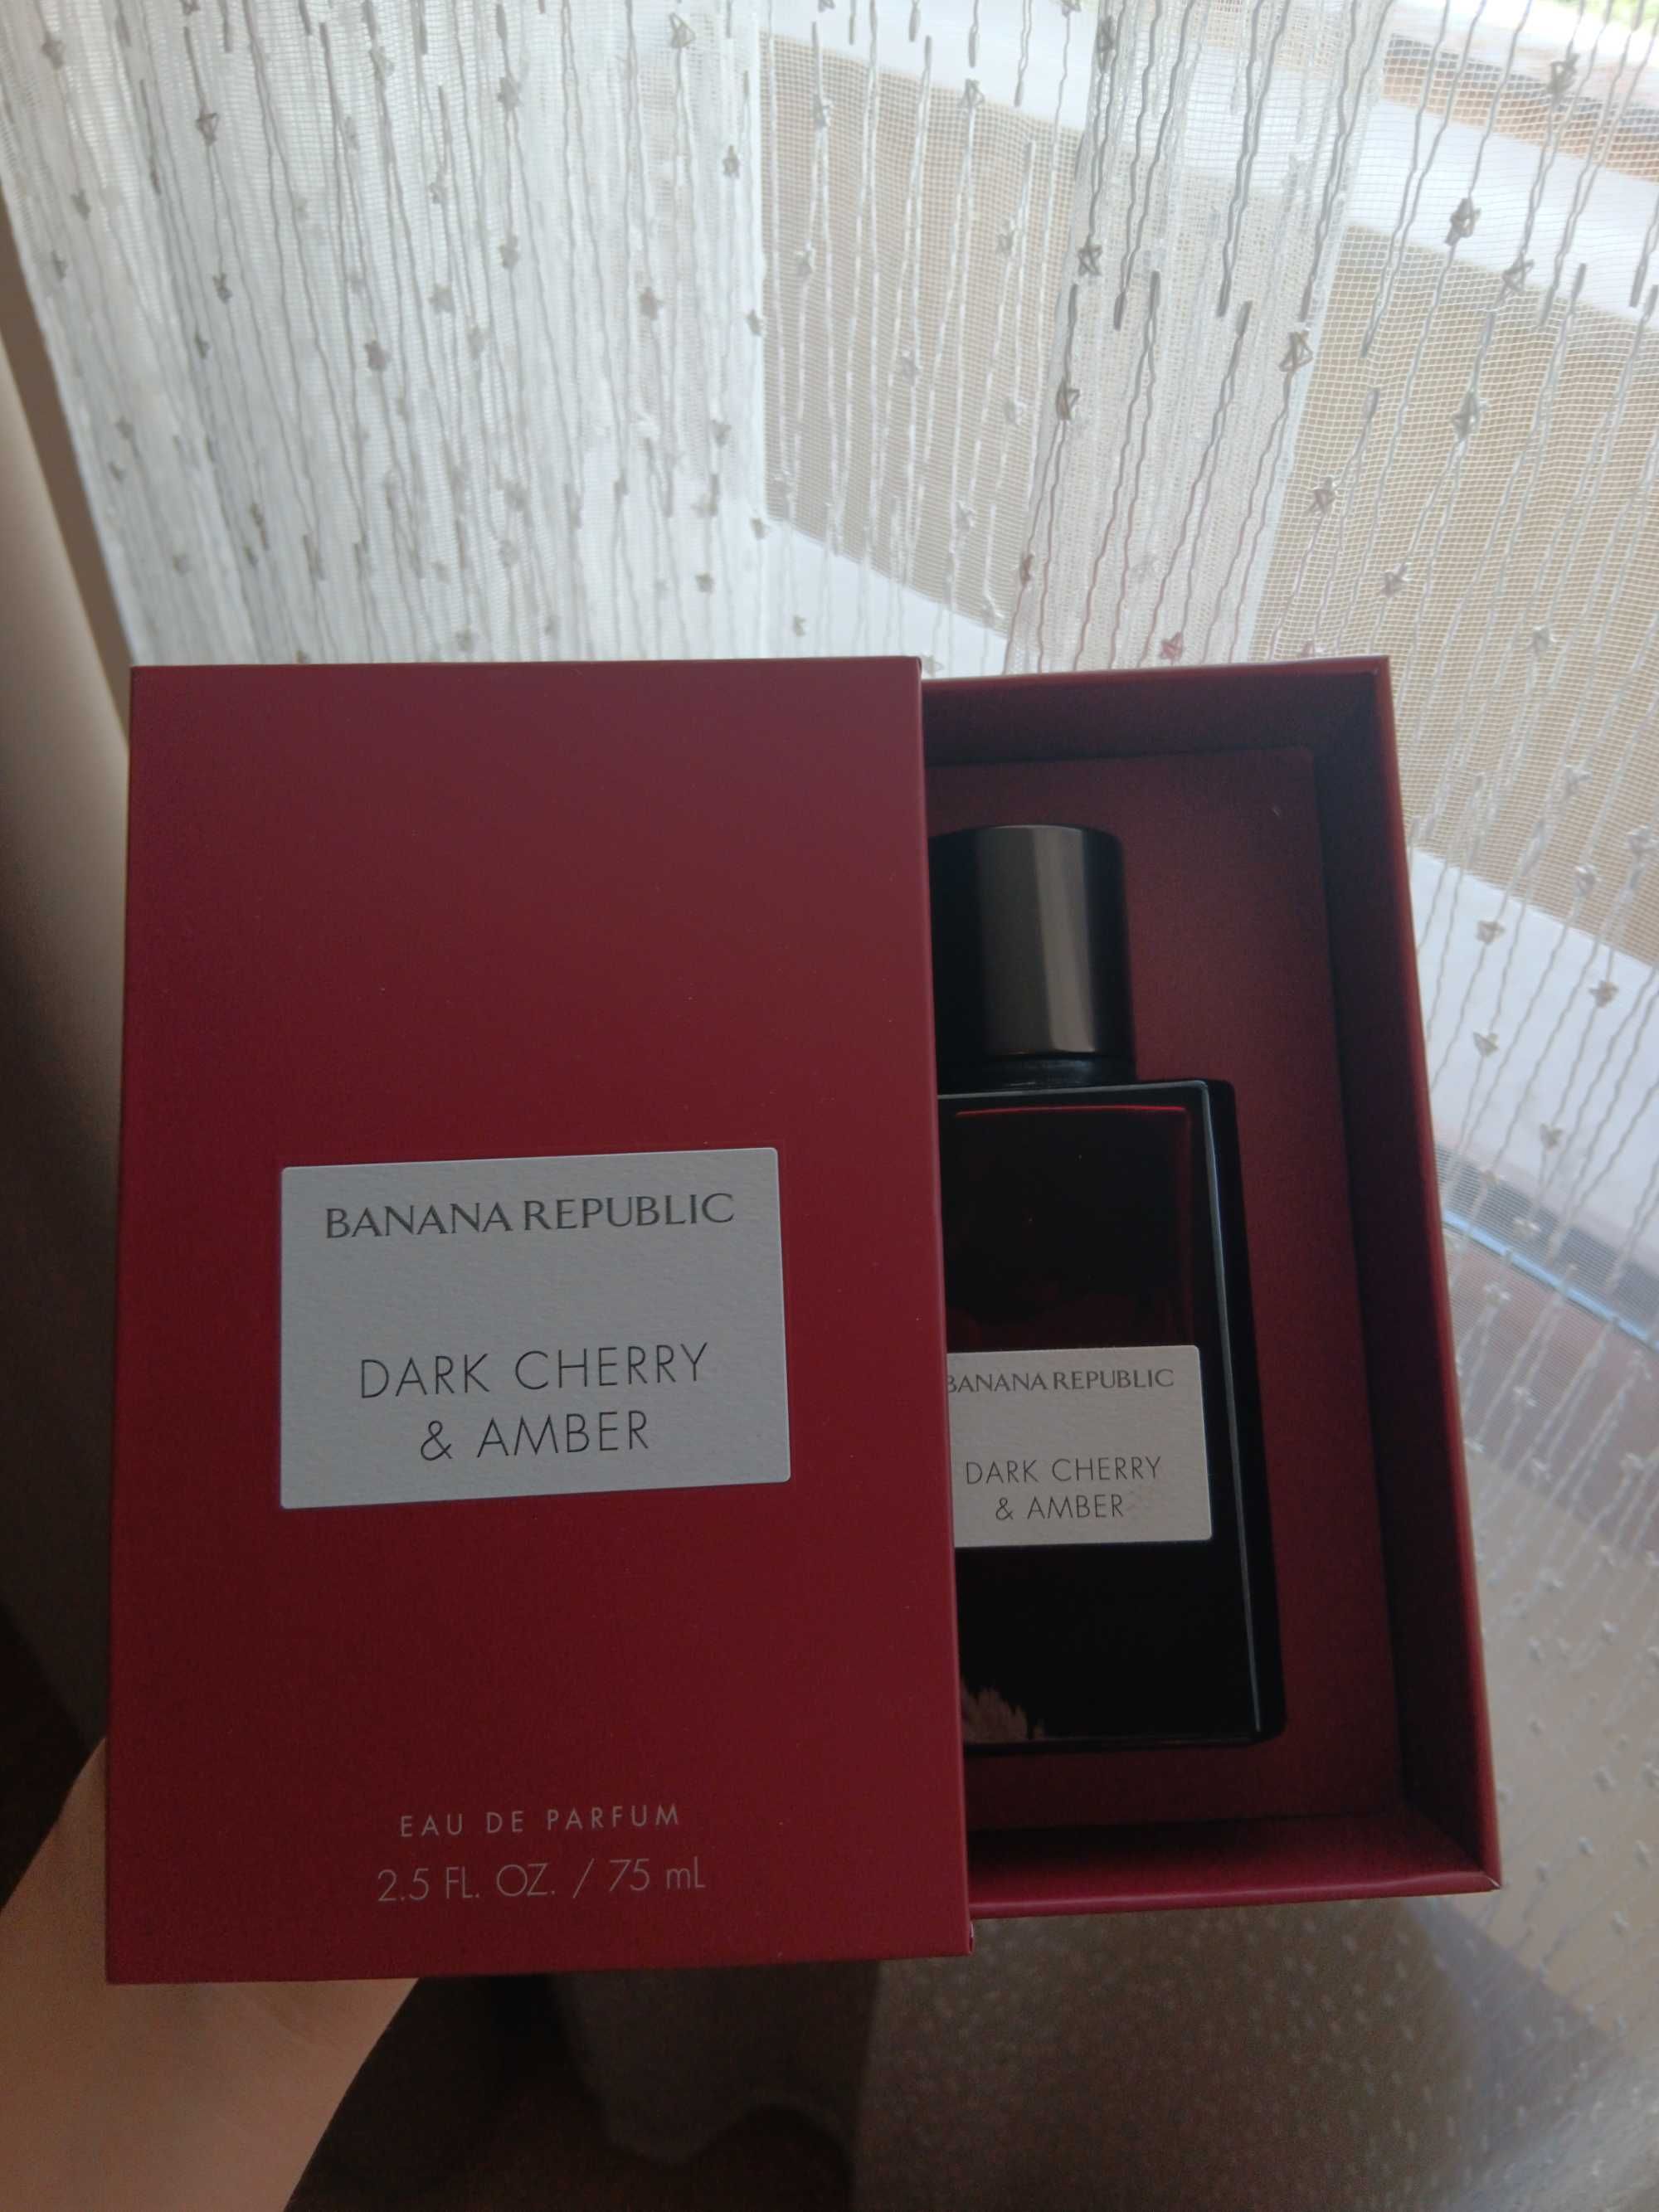 BANANA REPUBLIC
DARK CHERRY
& AMBER
EAU DE PARFUM
2.5 FL. OZ. / 75 mL
BANANA REPUBLIC
DARK CHERRY
& AMBER